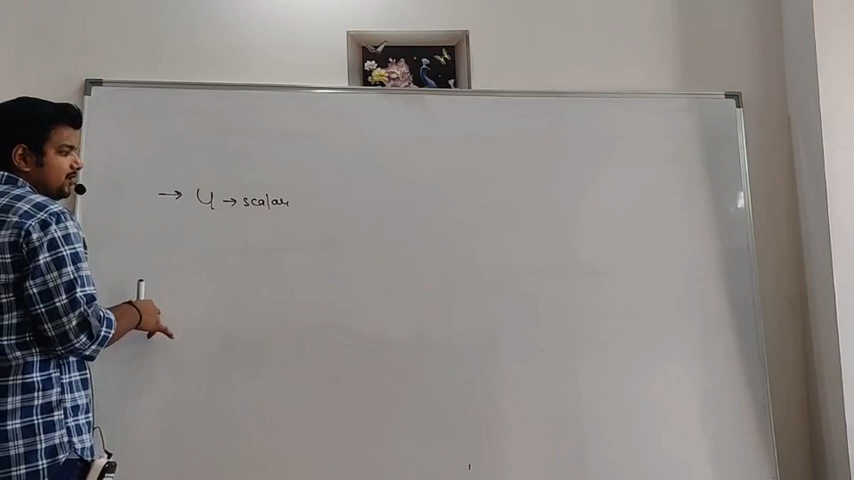 → 4 → scalar